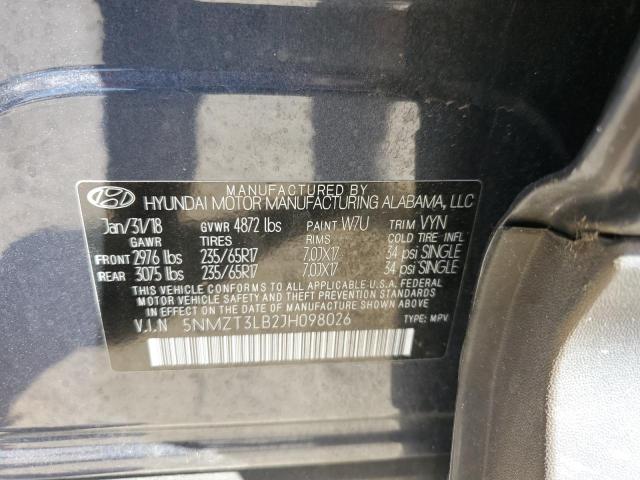 MANUFACTURED BY
HYUNDAI MOTOR MANUFACTURING ALABAMA, LLC
Jan/31/18 GVWR 4872 lbs PAINT W7U TRIM VYN
GAWR TIRES RIMS COLD TIRE INFL
FRONT 2976 lbs 235/65R17 7.0JX17 34 psi SINGLE
REAR 3075 lbs 235/65R17 7.0JX17 34 psi SINGLE
THIS VEHICLE CONFORMS TO ALL APPLICABLE U.S.A. FEDERAL
MOTOR VEHICLE SAFETY, BUMPER, AND THEFT PREVENTION
STANDARDS IN EFFECT ON THE DATE OF MANUFACTURE SHOWN ABOVE.
V.I.N 5NMZT3LB2JH098026 TYPE: MPV